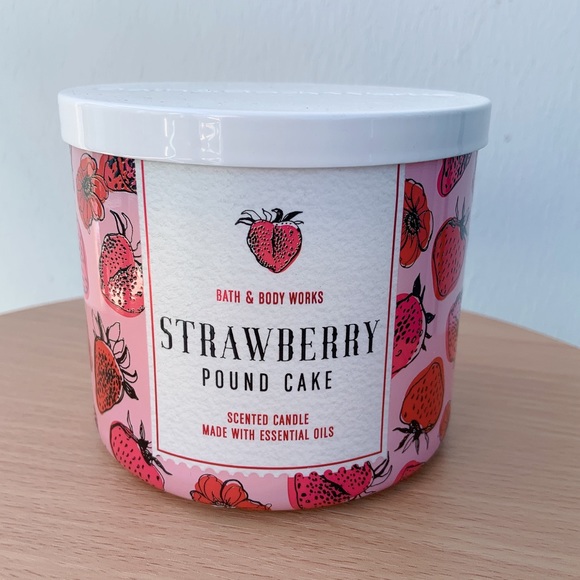 BATH & BODY WORKS
STRAWBERRY
POUND CAKE
SCENTED CANDLE
MADE WITH ESSENTIAL OILS